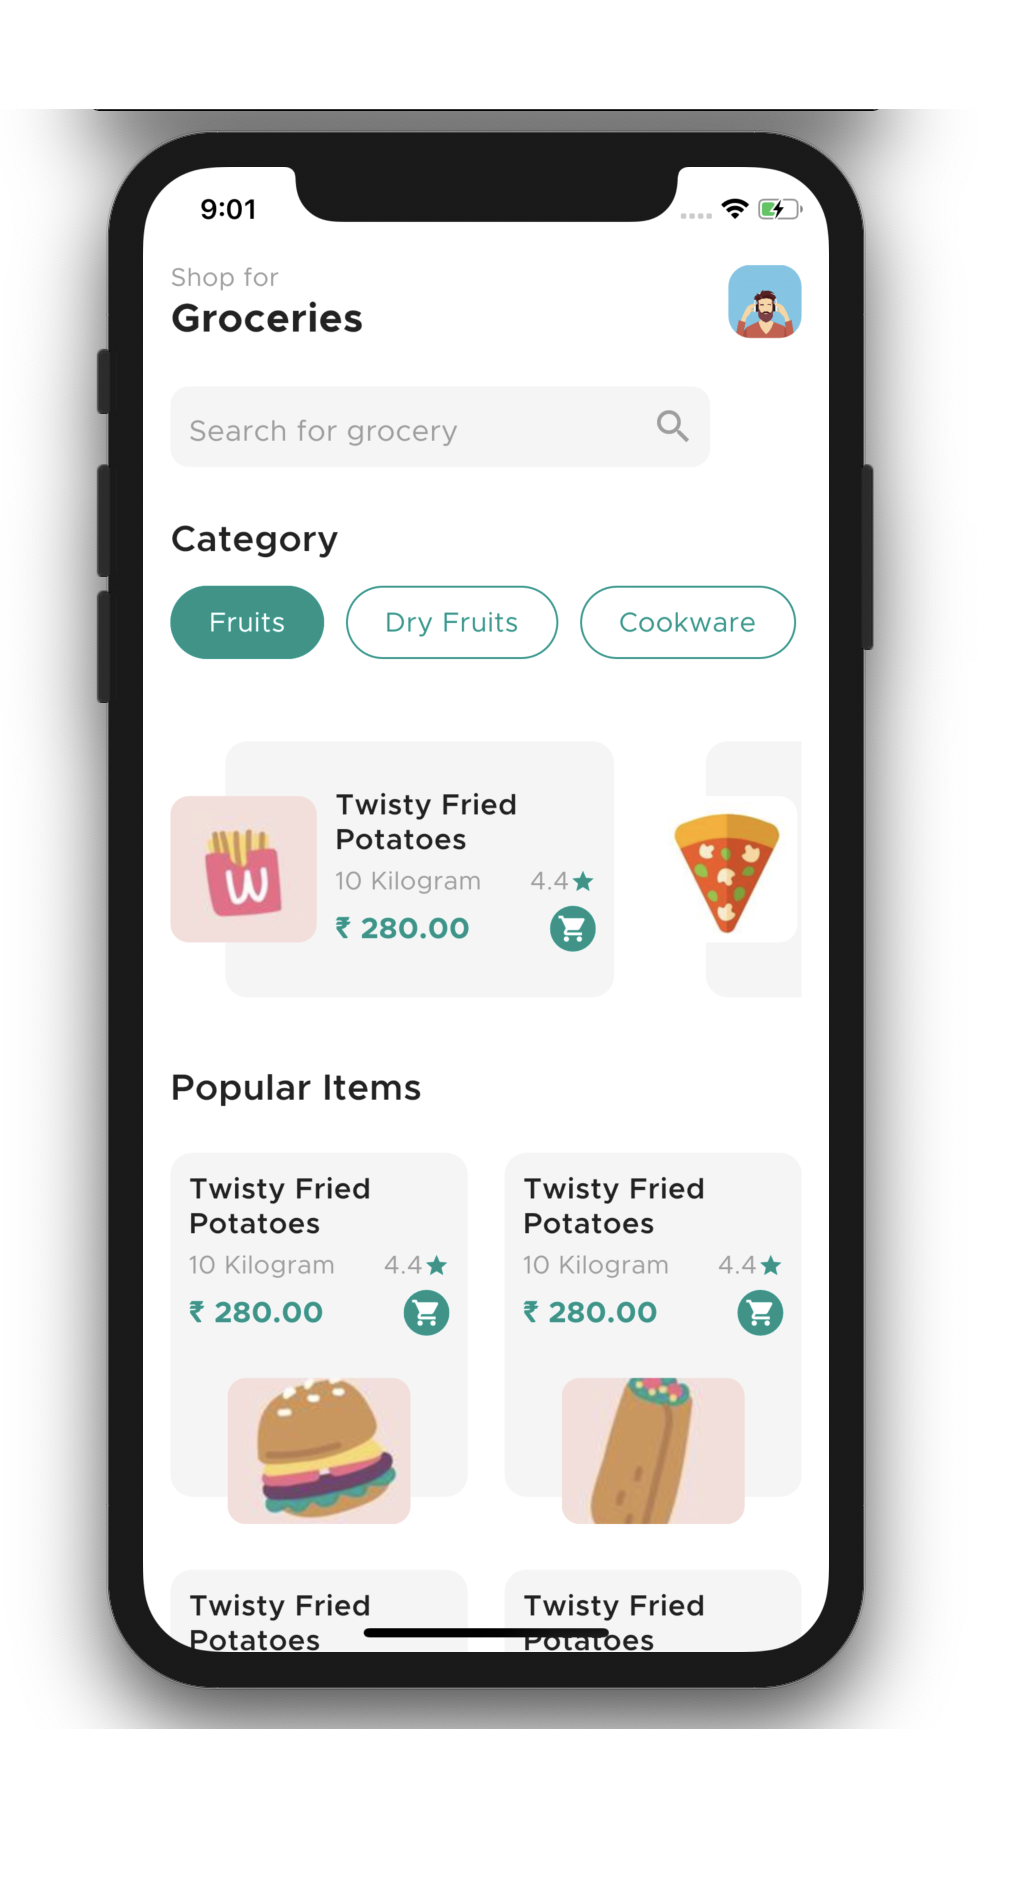 9:01
Shop for
Groceries
Search for grocery
Category
Fruits Dry Fruits Cookware
Twisty Fried
Potatoes
10 Kilogram 4.4
₹ 280.00
W
Popular Items
Twisty Fried
Potatoes
10 Kilogram 4.4
₹ 280.00
Twisty Fried
Potatoes
10 Kilogram 4.4
₹ 280.00
Twisty Fried
Potatoes
Twisty Fried
Potatoes